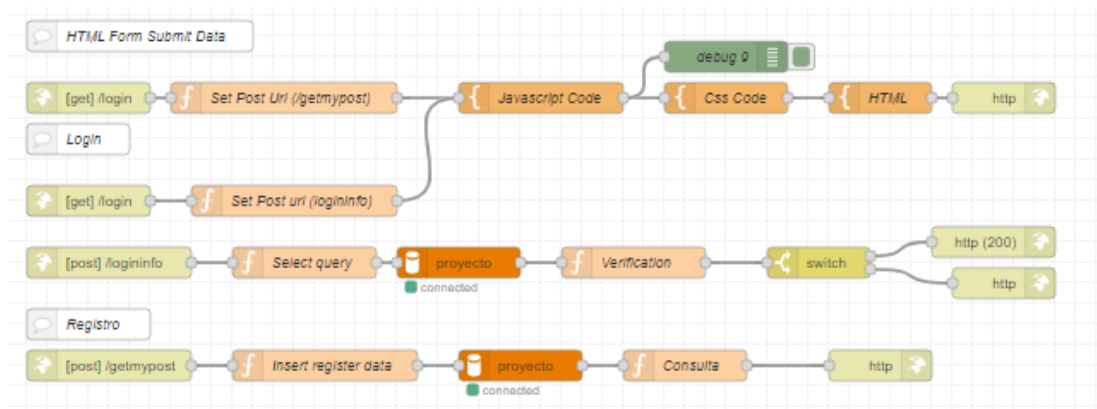 HTML Form Submit Data
debug 9
[get] /login
Set Post Url (/getmypost)
Javascript Code
Css Code
HTML
http
Login
[get] /login
Set Post url (logininfo)
[post] /logininfo
Select query
proyecto
connected
Verification
switch
http (200)
http
Registro
[post] /getmypost
Insert register data
proyecto
connected
Consulta
http